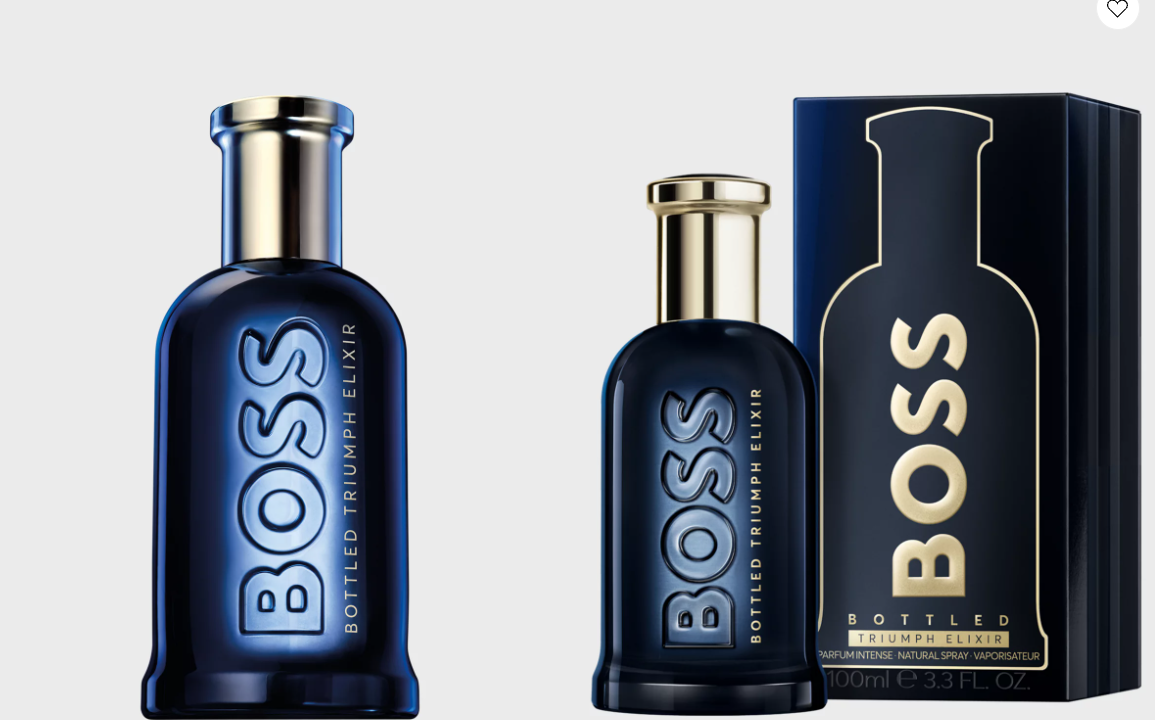 BOSS
BOTTLED TRIUMPH ELIXIR
BOSS
BOTTLED TRIUMPH ELIXIR
BOSS
BOTTLED
TRIUMPH ELIXIR
PARFUM INTENSE · NATURAL SPRAY · VAPORISATEUR
100ml ℮ 3.3 FL. OZ.